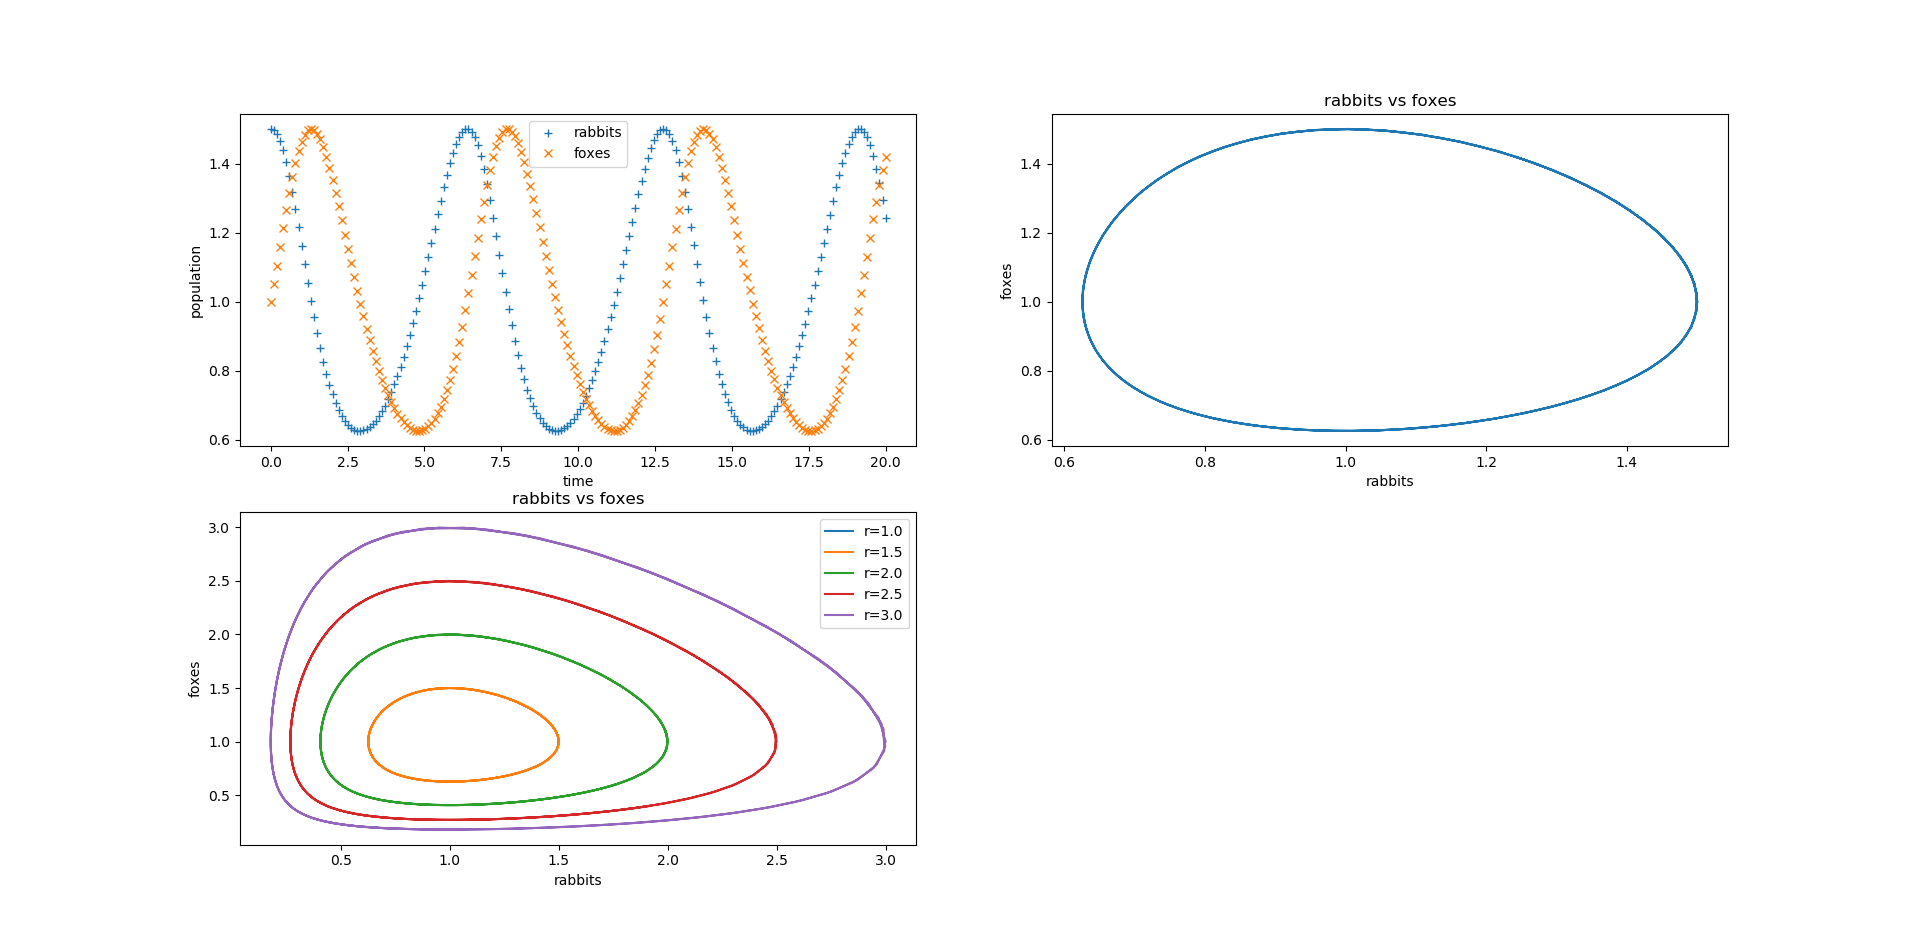 rabbits
foxes
1.4
1.2
1.0
0.8
0.6
population
0.0 2.5 5.0 7.5 10.0 12.5 15.0 17.5 20.0
time
rabbits vs foxes
1.4
1.2
1.0
0.8
0.6
foxes
0.6 0.8 1.0 1.2 1.4
rabbits
rabbits vs foxes
3.0
2.5
2.0
1.5
1.0
0.5
foxes
r=1.0
r=1.5
r=2.0
r=2.5
r=3.0
0.5 1.0 1.5 2.0 2.5 3.0
rabbits